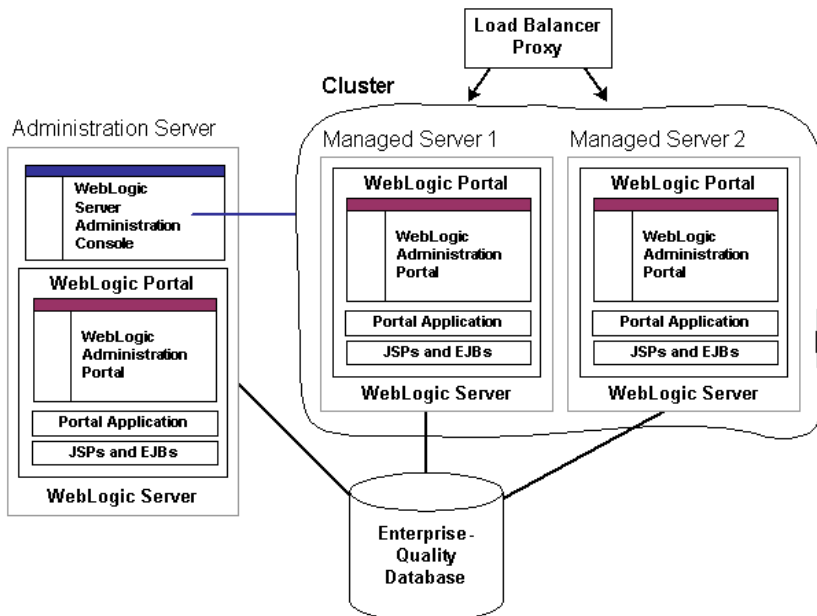 Load Balancer
Proxy
Cluster
Administration Server
WebLogic
Server
Administration
Console
WebLogic Portal
WebLogic
Administration
Portal
Portal Application
JSPs and EJBs
WebLogic Server
Managed Server 1
WebLogic Portal
WebLogic
Administration
Portal
Portal Application
JSPs and EJBs
WebLogic Server
Managed Server 2
WebLogic Portal
WebLogic
Administration
Portal
Portal Application
JSPs and EJBs
WebLogic Server
Enterprise-
Quality
Database